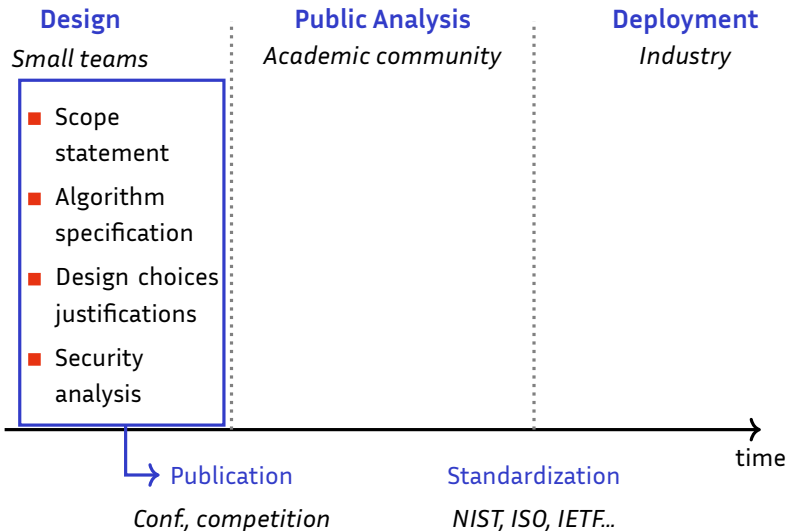 Design
Small teams
Scope
statement
Algorithm
specification
Design choices
justifications
Security
analysis
Public Analysis
Academic community
Deployment
Industry
time
Publication
Conf., competition
Standardization
NIST, ISO, IETF...